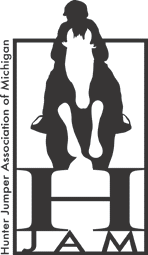 Hunter Jumper Association of Michigan
H
JAM